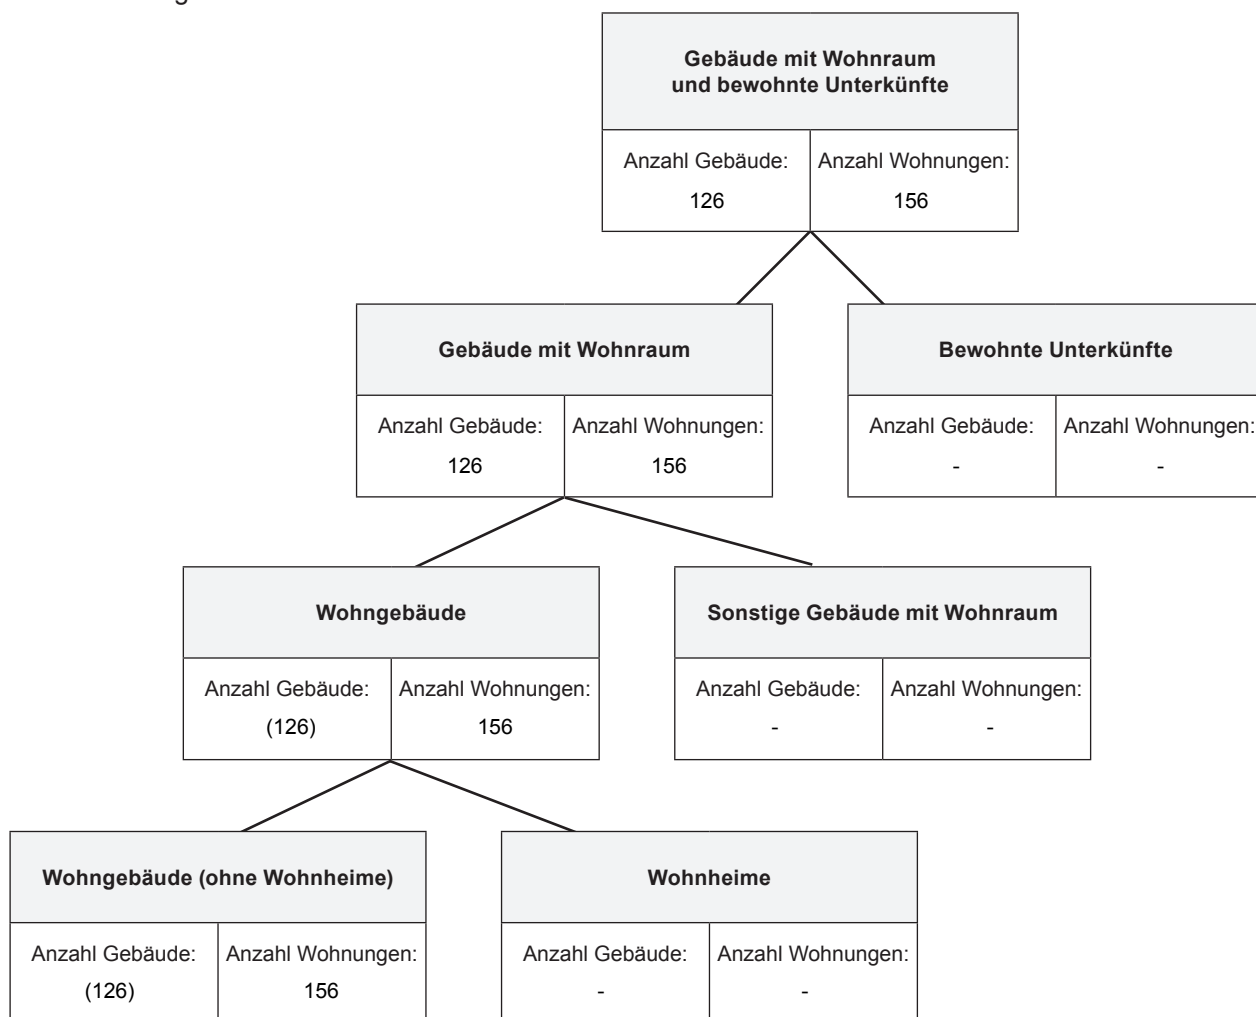 Gebäude mit Wohnraum
und bewohnte Unterkünfte
Anzahl Gebäude: Anzahl Wohnungen:
126 156
Gebäude mit Wohnraum
Anzahl Gebäude: Anzahl Wohnungen:
126 156
Bewohnte Unterkünfte
Anzahl Gebäude: Anzahl Wohnungen:
- -
Wohngebäude
Anzahl Gebäude: Anzahl Wohnungen:
(126) 156
Sonstige Gebäude mit Wohnraum
Anzahl Gebäude: Anzahl Wohnungen:
- -
Wohngebäude (ohne Wohnheime)
Anzahl Gebäude: Anzahl Wohnungen:
(126) 156
Wohnheime
Anzahl Gebäude: Anzahl Wohnungen:
- -